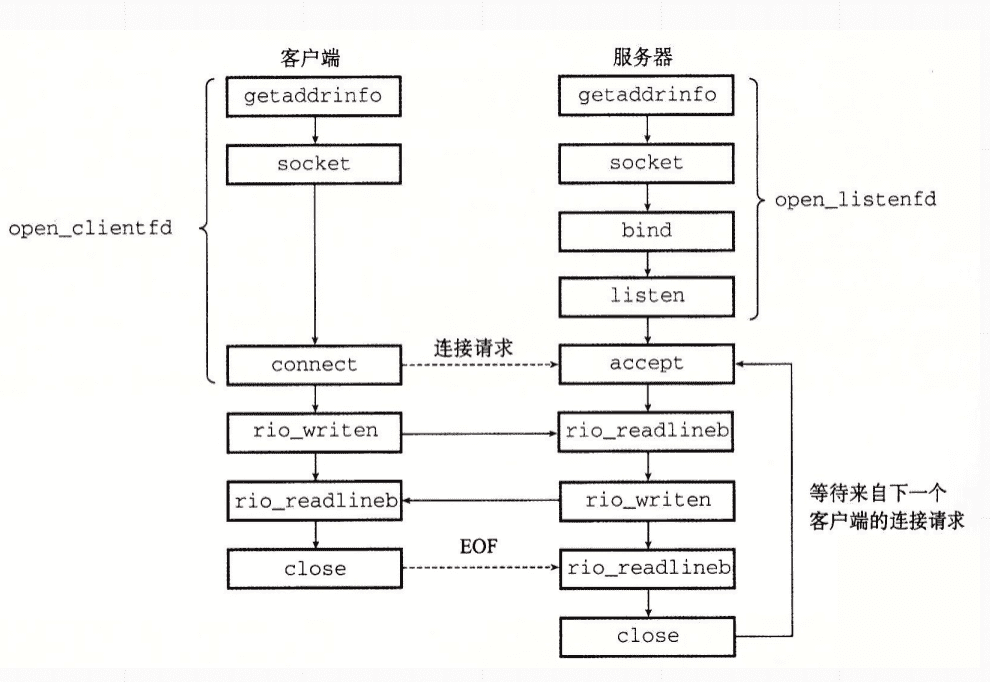 客户端
服务器
getaddrinfo
getaddrinfo
socket
socket
open_listenfd
open_clientfd
bind
listen
连接请求
connect
accept
rio_writen
rio_readlineb
rio_readlineb
rio_writen
等待来自下一个
客户端的连接请求
EOF
close
rio_readlineb
close